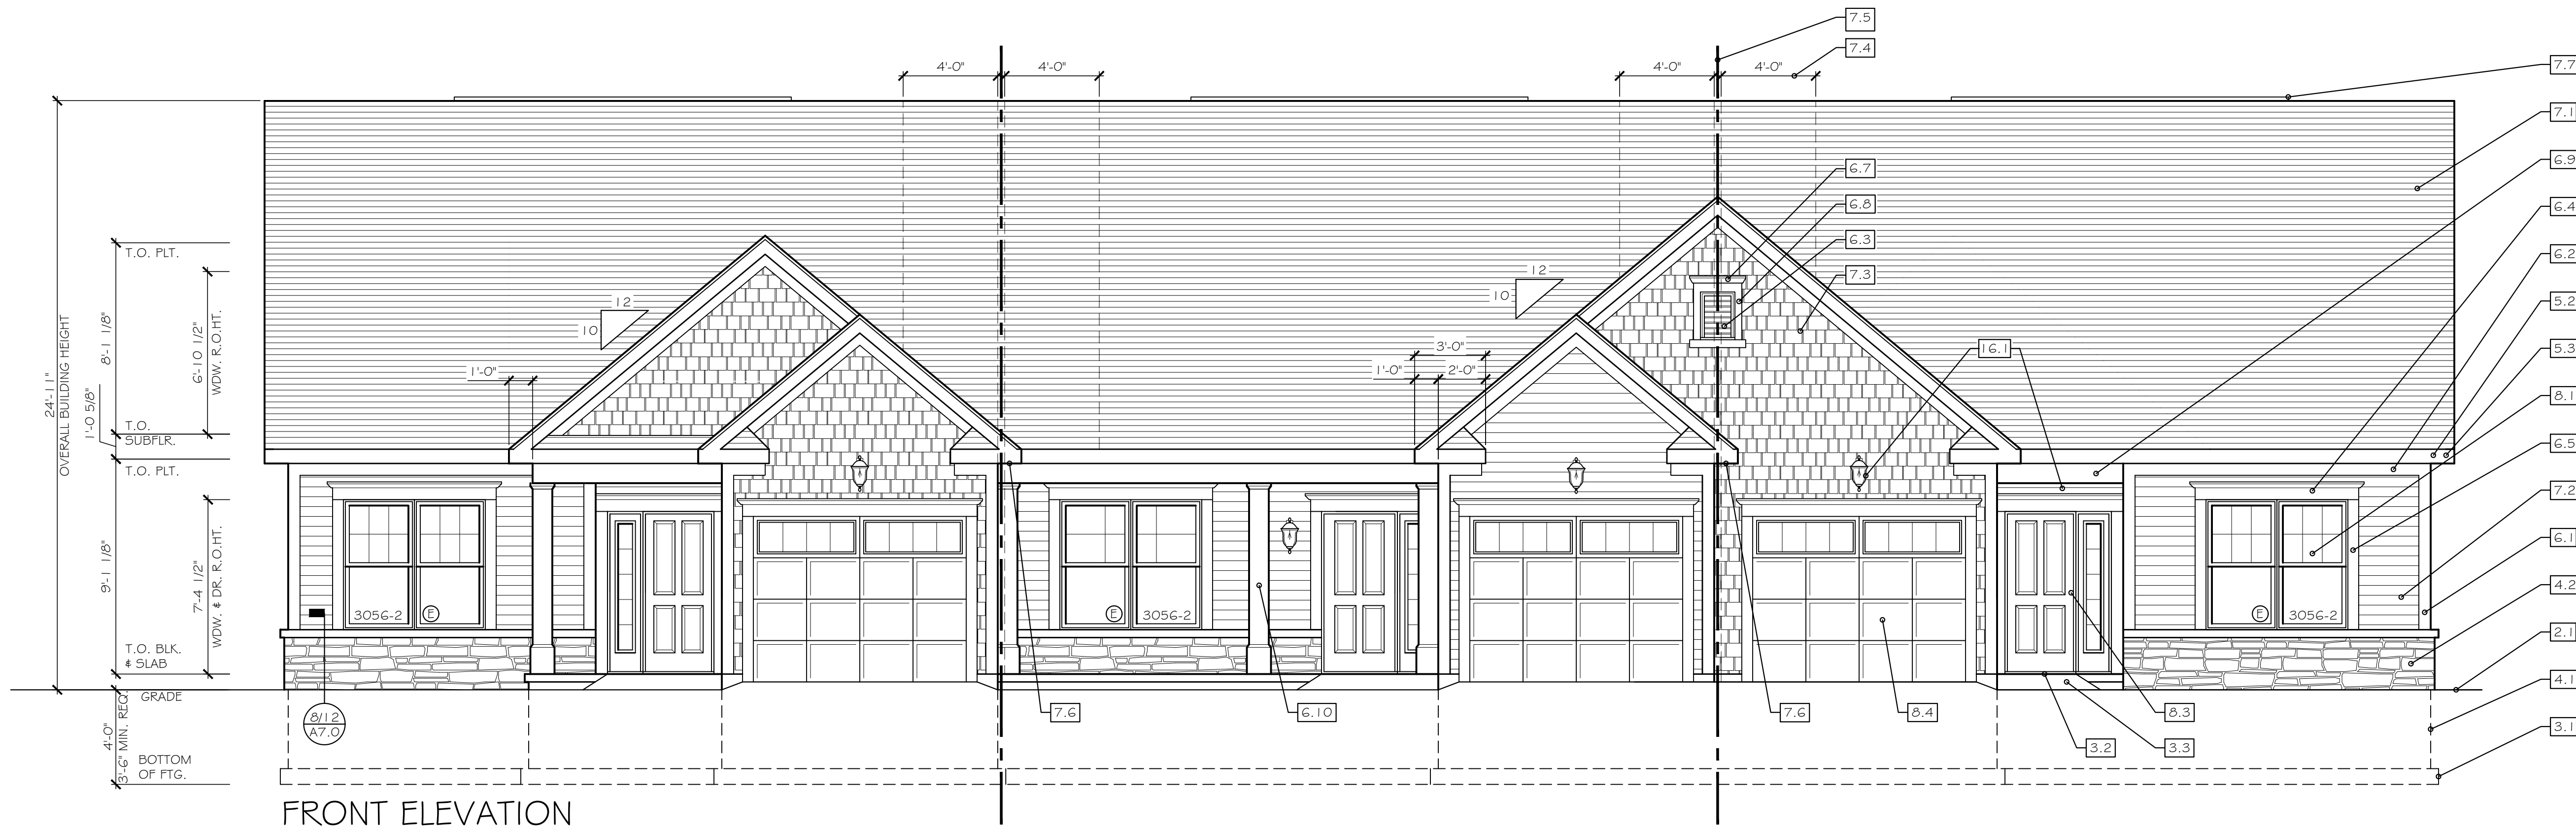 7.5
7.4
4'-0"
4'-0"
4'-0"
4'-0"
7.7
7.1
6.9
6.4
6.2
5.2
5.3
8.1
6.5
7.2
6.1
4.2
2.1
4.1
3.1
6.7
6.8
6.3
7.3
16.1
12
10
12
10
1'-0"
3'-0"
1'-0"
2'-0"
24'-11"
OVERALL BUILDING HEIGHT
T.O. PLT.
8'-1 1/8"
6'-10 1/2"
WDW. R.O.HT.
1'-0 5/8"
T.O.
SUBFLR.
T.O. PLT.
9'-1 1/8"
7'-4 1/2"
WDW. & DR. R.O.HT.
T.O. BLK.
& SLAB
GRADE
4'-0"
3'-6" MIN. REQ.
BOTTOM
OF FTG.
3056-2
E
E
3056-2
E
3056-2
8/12
A7.0
7.6
6.10
7.6
8.4
3.2
3.3
8.3
FRONT ELEVATION